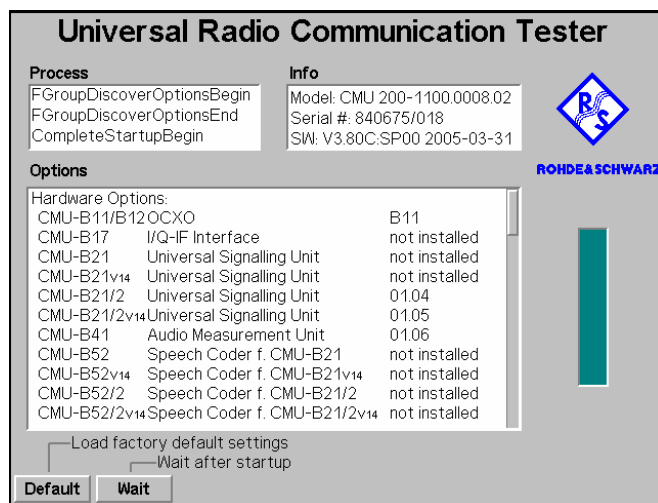 Universal Radio Communication Tester
Process
FGroupDiscoverOptionsBegin
FGroupDiscoverOptionsEnd
CompleteStartupBegin
Info
Model: CMU 200-1100.0008.02
Serial #: 840675/018
SW: V3.80C:SP00 2005-03-31
R S
ROHDE&SCHWARZ
Options
Hardware Options:
CMU-B11/B12 OCXO B11
CMU-B17 I/Q-IF Interface not installed
CMU-B21 Universal Signalling Unit not installed
CMU-B21v14 Universal Signalling Unit not installed
CMU-B21/2 Universal Signalling Unit 01.04
CMU-B21/2v14 Universal Signalling Unit 01.05
CMU-B41 Audio Measurement Unit 01.06
CMU-B52 Speech Coder f. CMU-B21 not installed
CMU-B52v14 Speech Coder f. CMU-B21v14 not installed
CMU-B52/2 Speech Coder f. CMU-B21/2 not installed
CMU-B52/2v14 Speech Coder f. CMU-B21/2v14 not installed
Load factory default settings
Wait after startup
Default Wait